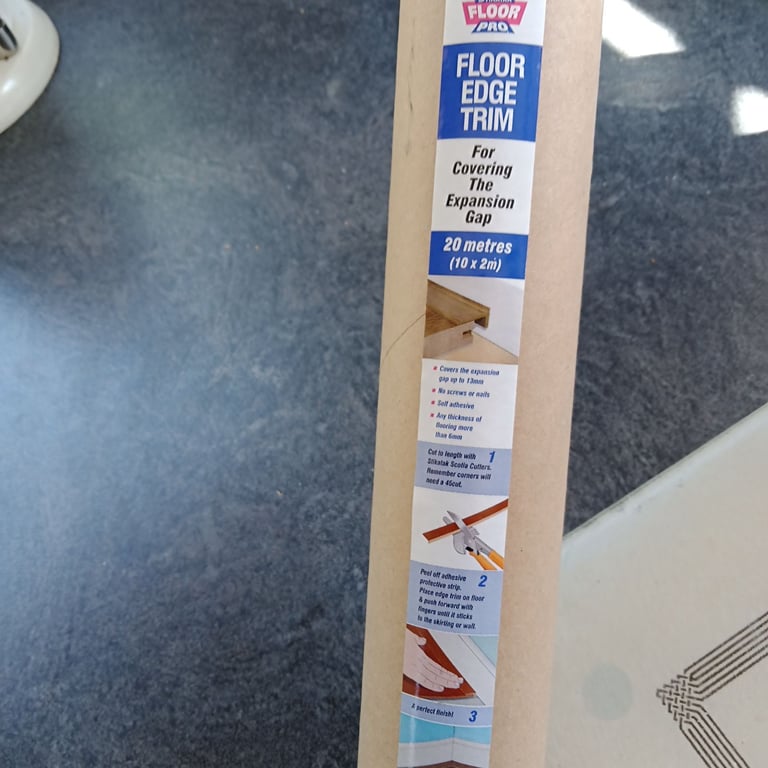 FLOOR
PRO
FLOOR
EDGE
TRIM
For
Covering
The
Expansion
Gap
20 metres
(10 x 2m)
Covers the expansion
gap up to 13mm
No screws or nails
Self adhesive
Any thickness of
flooring more
than 6mm
Cut to length with 1
Stikatak Scotia Cutters.
Remember corners will
need a 45cut.
Peel off adhesive 2
protective strip.
Place edge trim on floor
& push forward with
fingers until it sticks
to the skirting or wall.
A perfect finish! 3